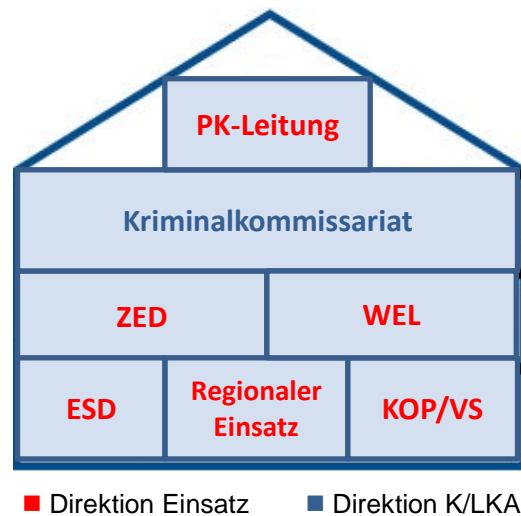 PK-Leitung
Kriminalkommissariat
ZED
WEL
ESD
Regionaler
Einsatz
KOP/VS
Direktion Einsatz
Direktion K/LKA